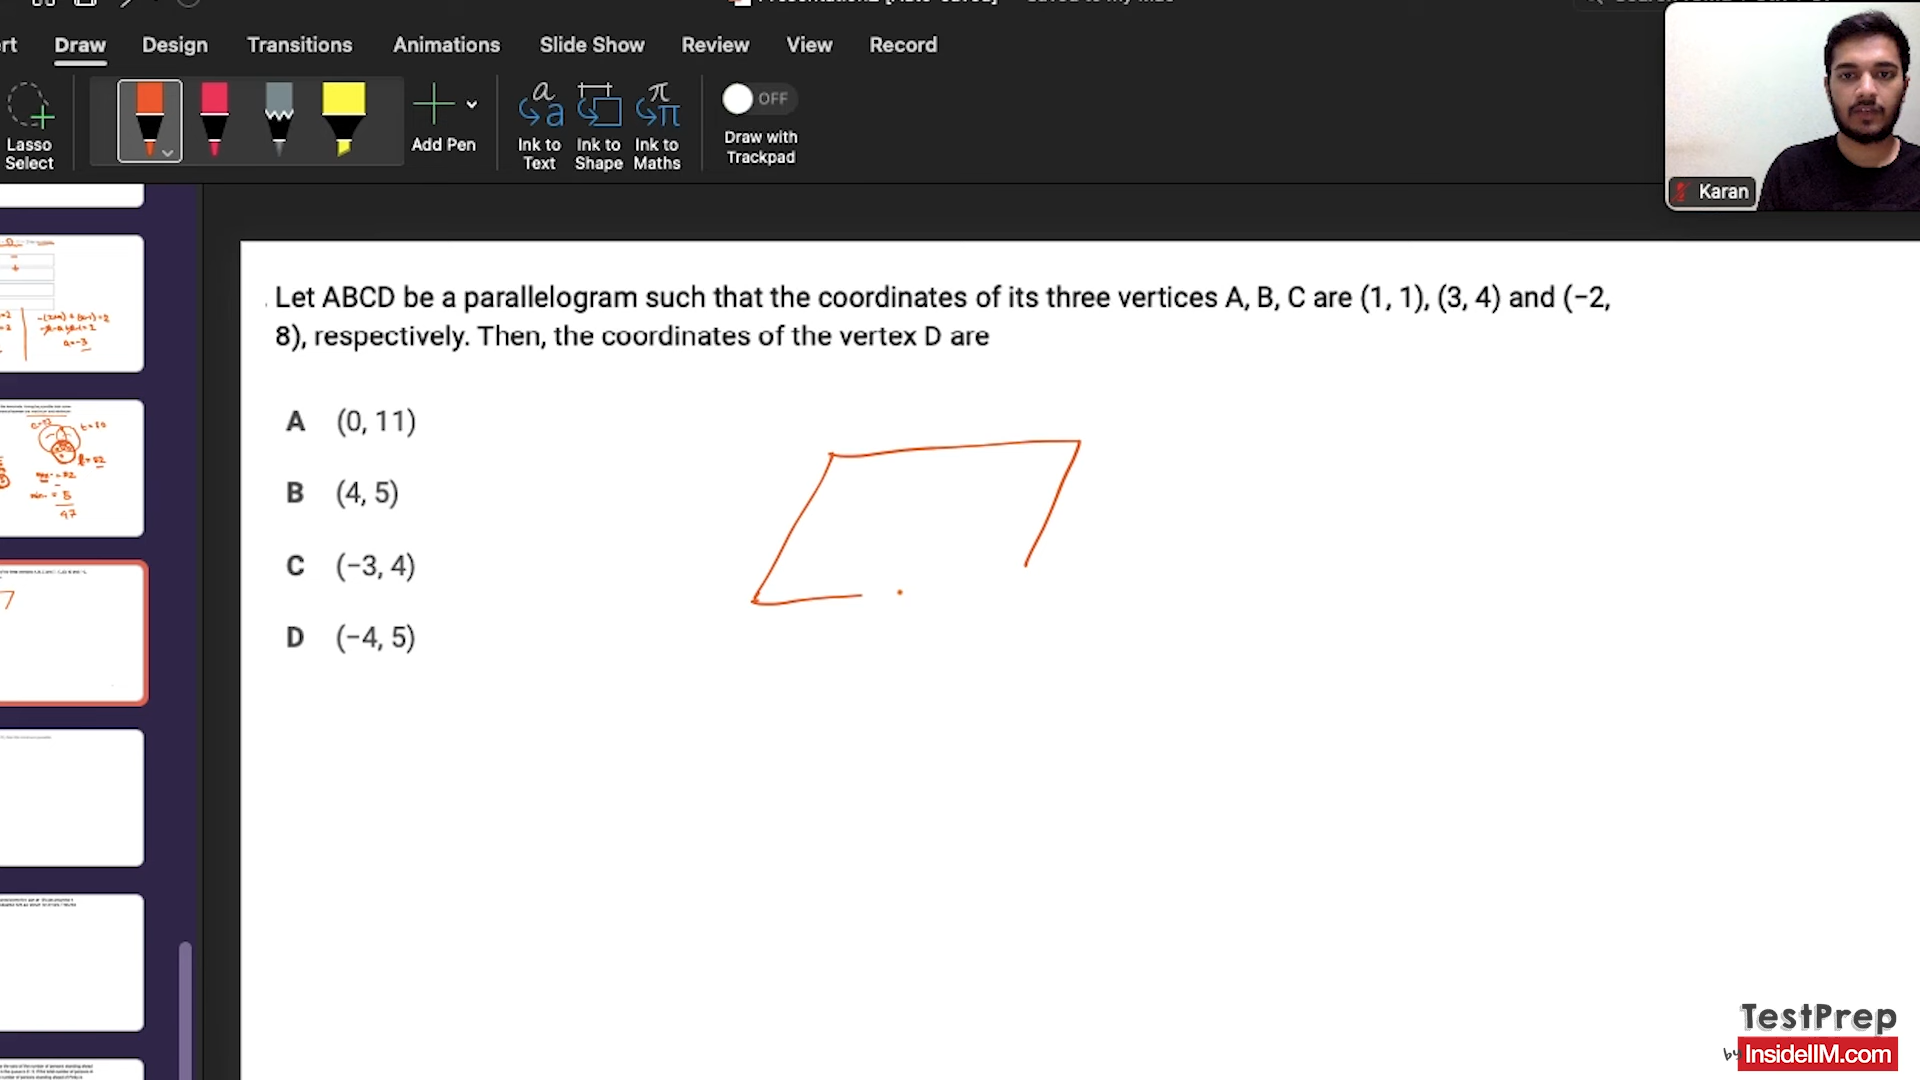 Draw Design Transitions Animations Slide Show Review View Record
Lasso Select
Add Pen
Ink to Text
Ink to Shape
Ink to Maths
OFF
Draw with Trackpad
Karan
Let ABCD be a parallelogram such that the coordinates of its three vertices A, B, C are (1, 1), (3, 4) and (−2,
8), respectively. Then, the coordinates of the vertex D are
A (0, 11)
B (4, 5)
C (−3, 4)
D (−4, 5)
TestPrep
by InsideIIM.com